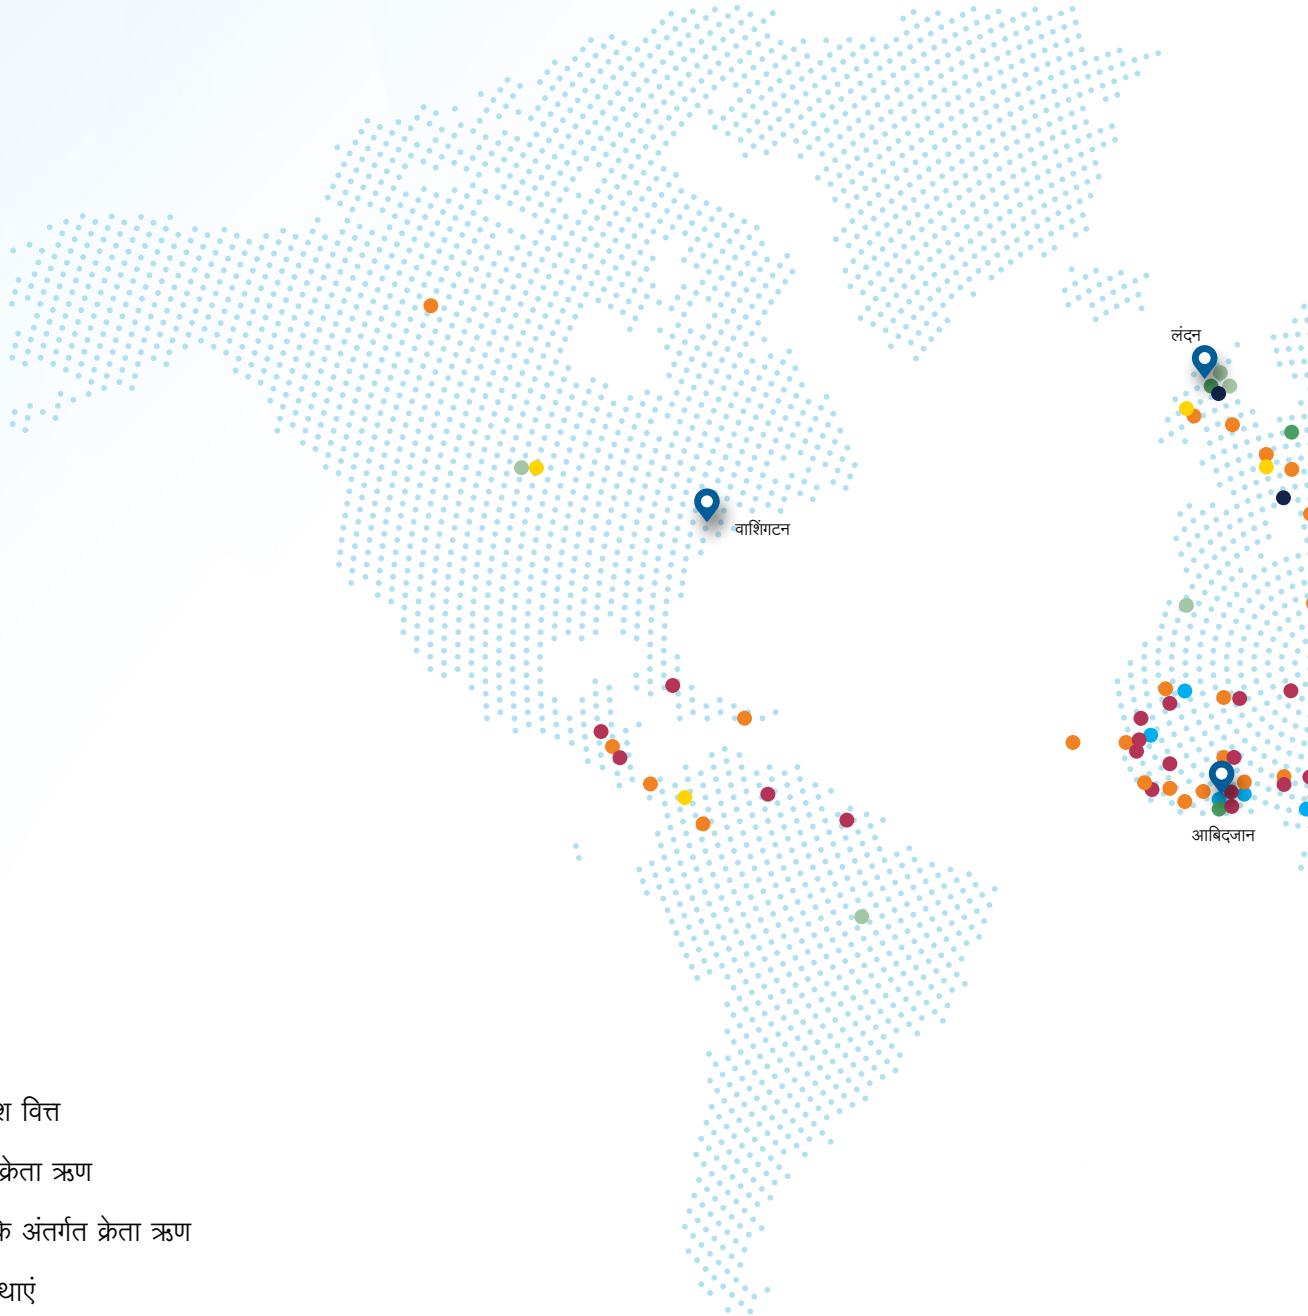 लंदन
वाशिंगटन
आबिदजान
वित्त
क्रेता ऋण
अंतर्गत क्रेता ऋण